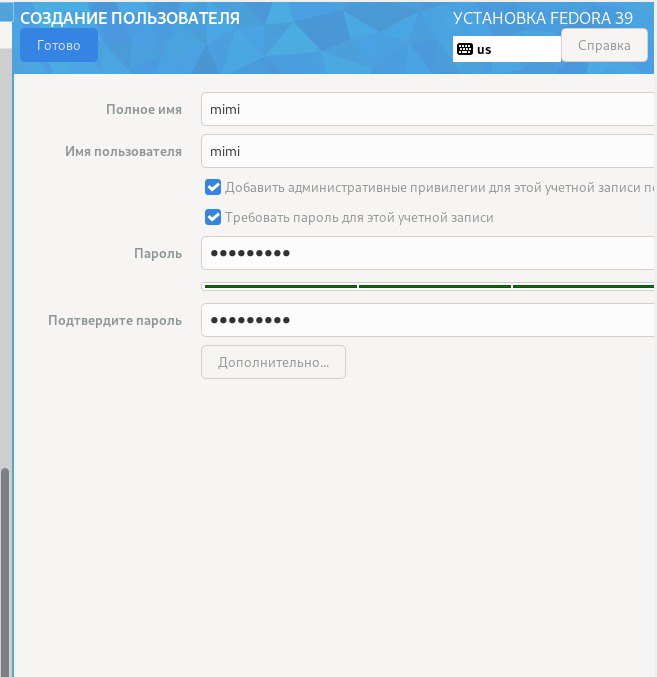 СОЗДАНИЕ ПОЛЬЗОВАТЕЛЯ
УСТАНОВКА FEDORA 39
Готово
us
Справка
Полное имя
mimi
Имя пользователя
mimi
Добавить административные привилегии для этой учетной записи
Требовать пароль для этой учетной записи
Пароль
●●●●●●●●●
Подтвердите пароль
●●●●●●●●●
Дополнительно...